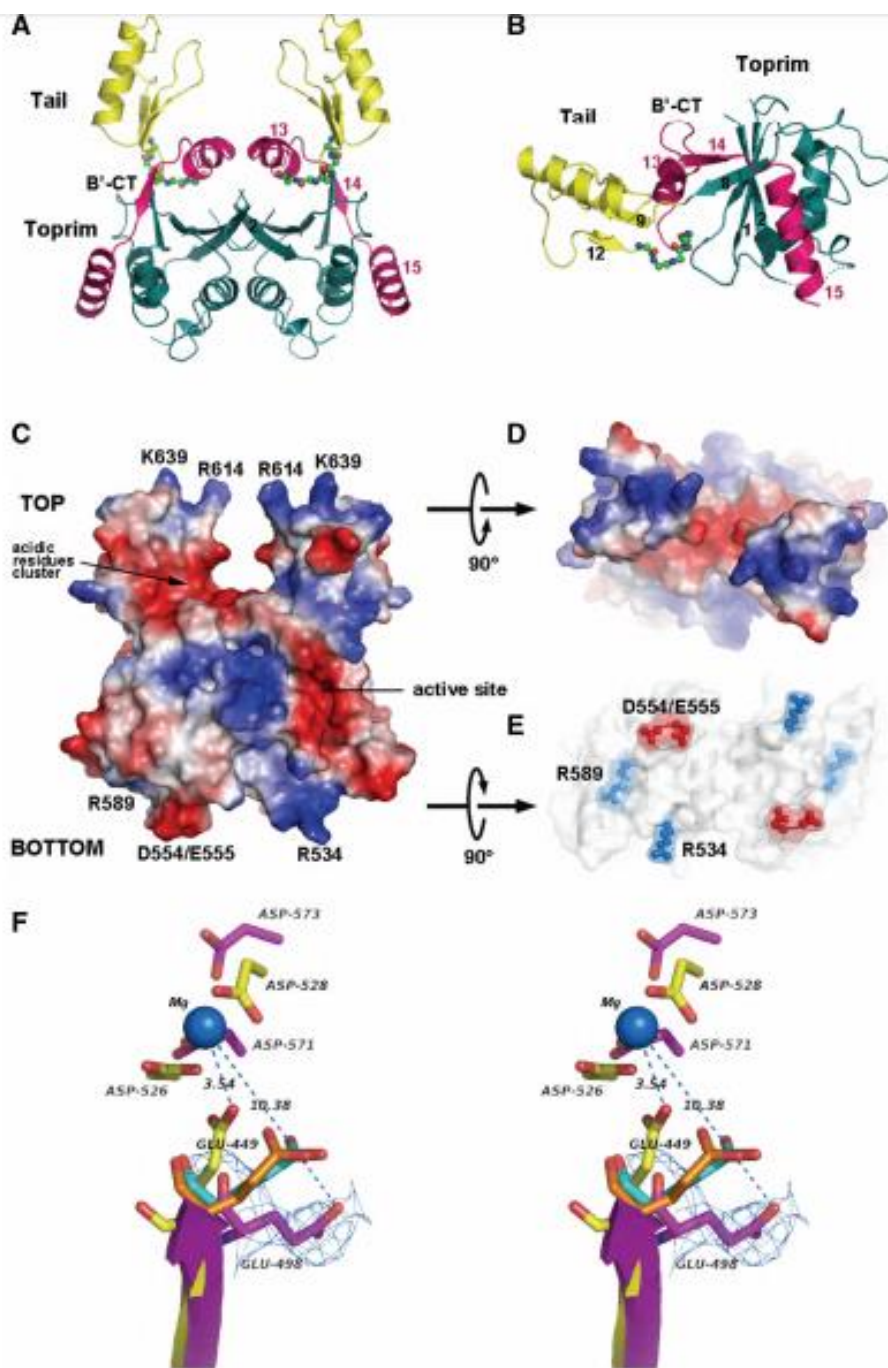 A
Tail
13
B'-CT
14
Toprim
2
15
B
Toprim
B'-CT
Tail
14
13
8
9
1
2
12
15
C
K639 R614 R614 K639
TOP
acidic
residues
cluster
active site
R589
BOTTOM
D554/E555
R534
90°
D
90°
E
D554/E555
R589
R534
F
ASP-573
ASP-528
Mg
ASP-571
ASP-526
3.54
10.38
GLU-449
GLU-498
ASP-573
ASP-528
Mg
ASP-571
ASP-526
3.54
10.38
GLU-449
GLU-498